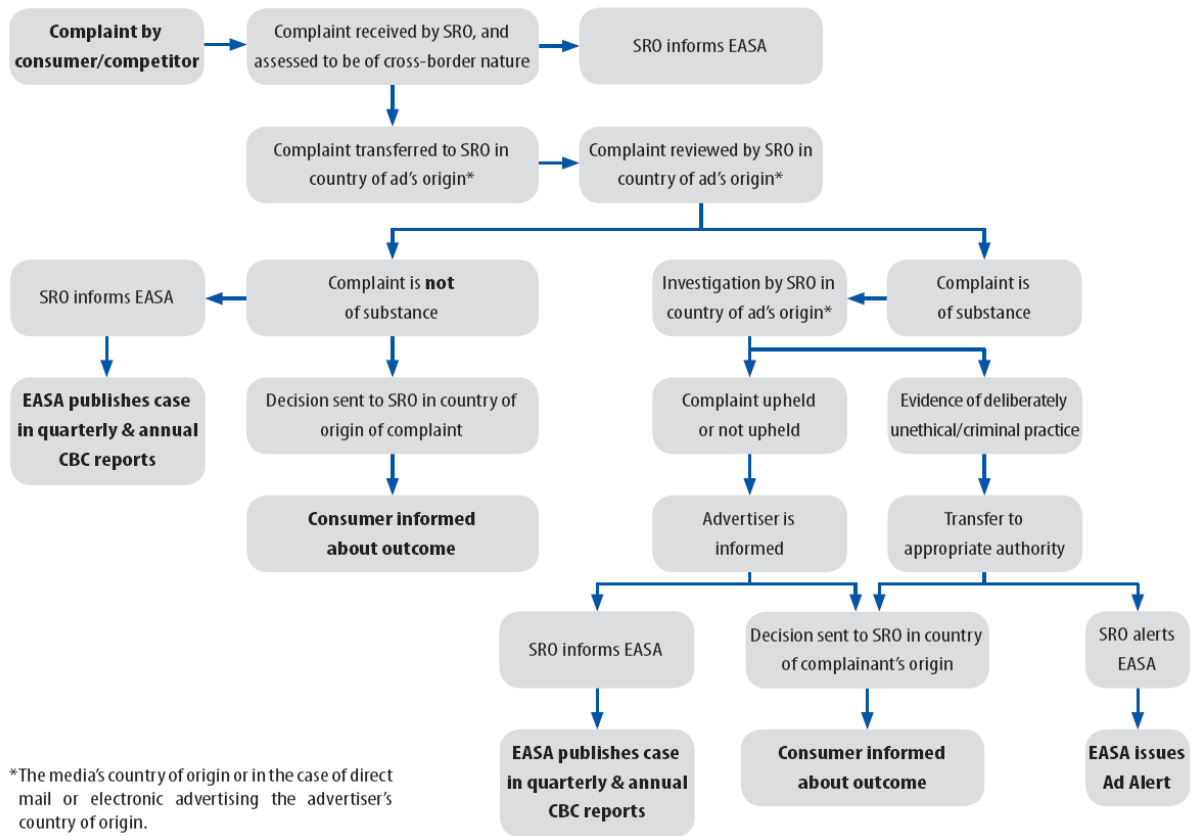 Complaint by
consumer/competitor
Complaint received by SRO, and
assessed to be of cross-border nature
SRO informs EASA
Complaint transferred to SRO in
country of ad's origin*
Complaint reviewed by SRO in
country of ad's origin*
SRO informs EASA
Complaint is not
of substance
Investigation by SRO in
country of ad's origin*
Complaint is
of substance
EASA publishes case
in quarterly & annual
CBC reports
Decision sent to SRO in country of
origin of complaint
Complaint upheld
or not upheld
Evidence of deliberately
unethical/criminal practice
Consumer informed
about outcome
Advertiser is
informed
Transfer to
appropriate authority
SRO informs EASA
Decision sent to SRO in country
of complainant's origin
SRO alerts
EASA
EASA publishes case
in quarterly & annual
CBC reports
Consumer informed
about outcome
EASA issues
Ad Alert
*The media's country of origin or in the case of direct
mail or electronic advertising the advertiser's
country of origin.